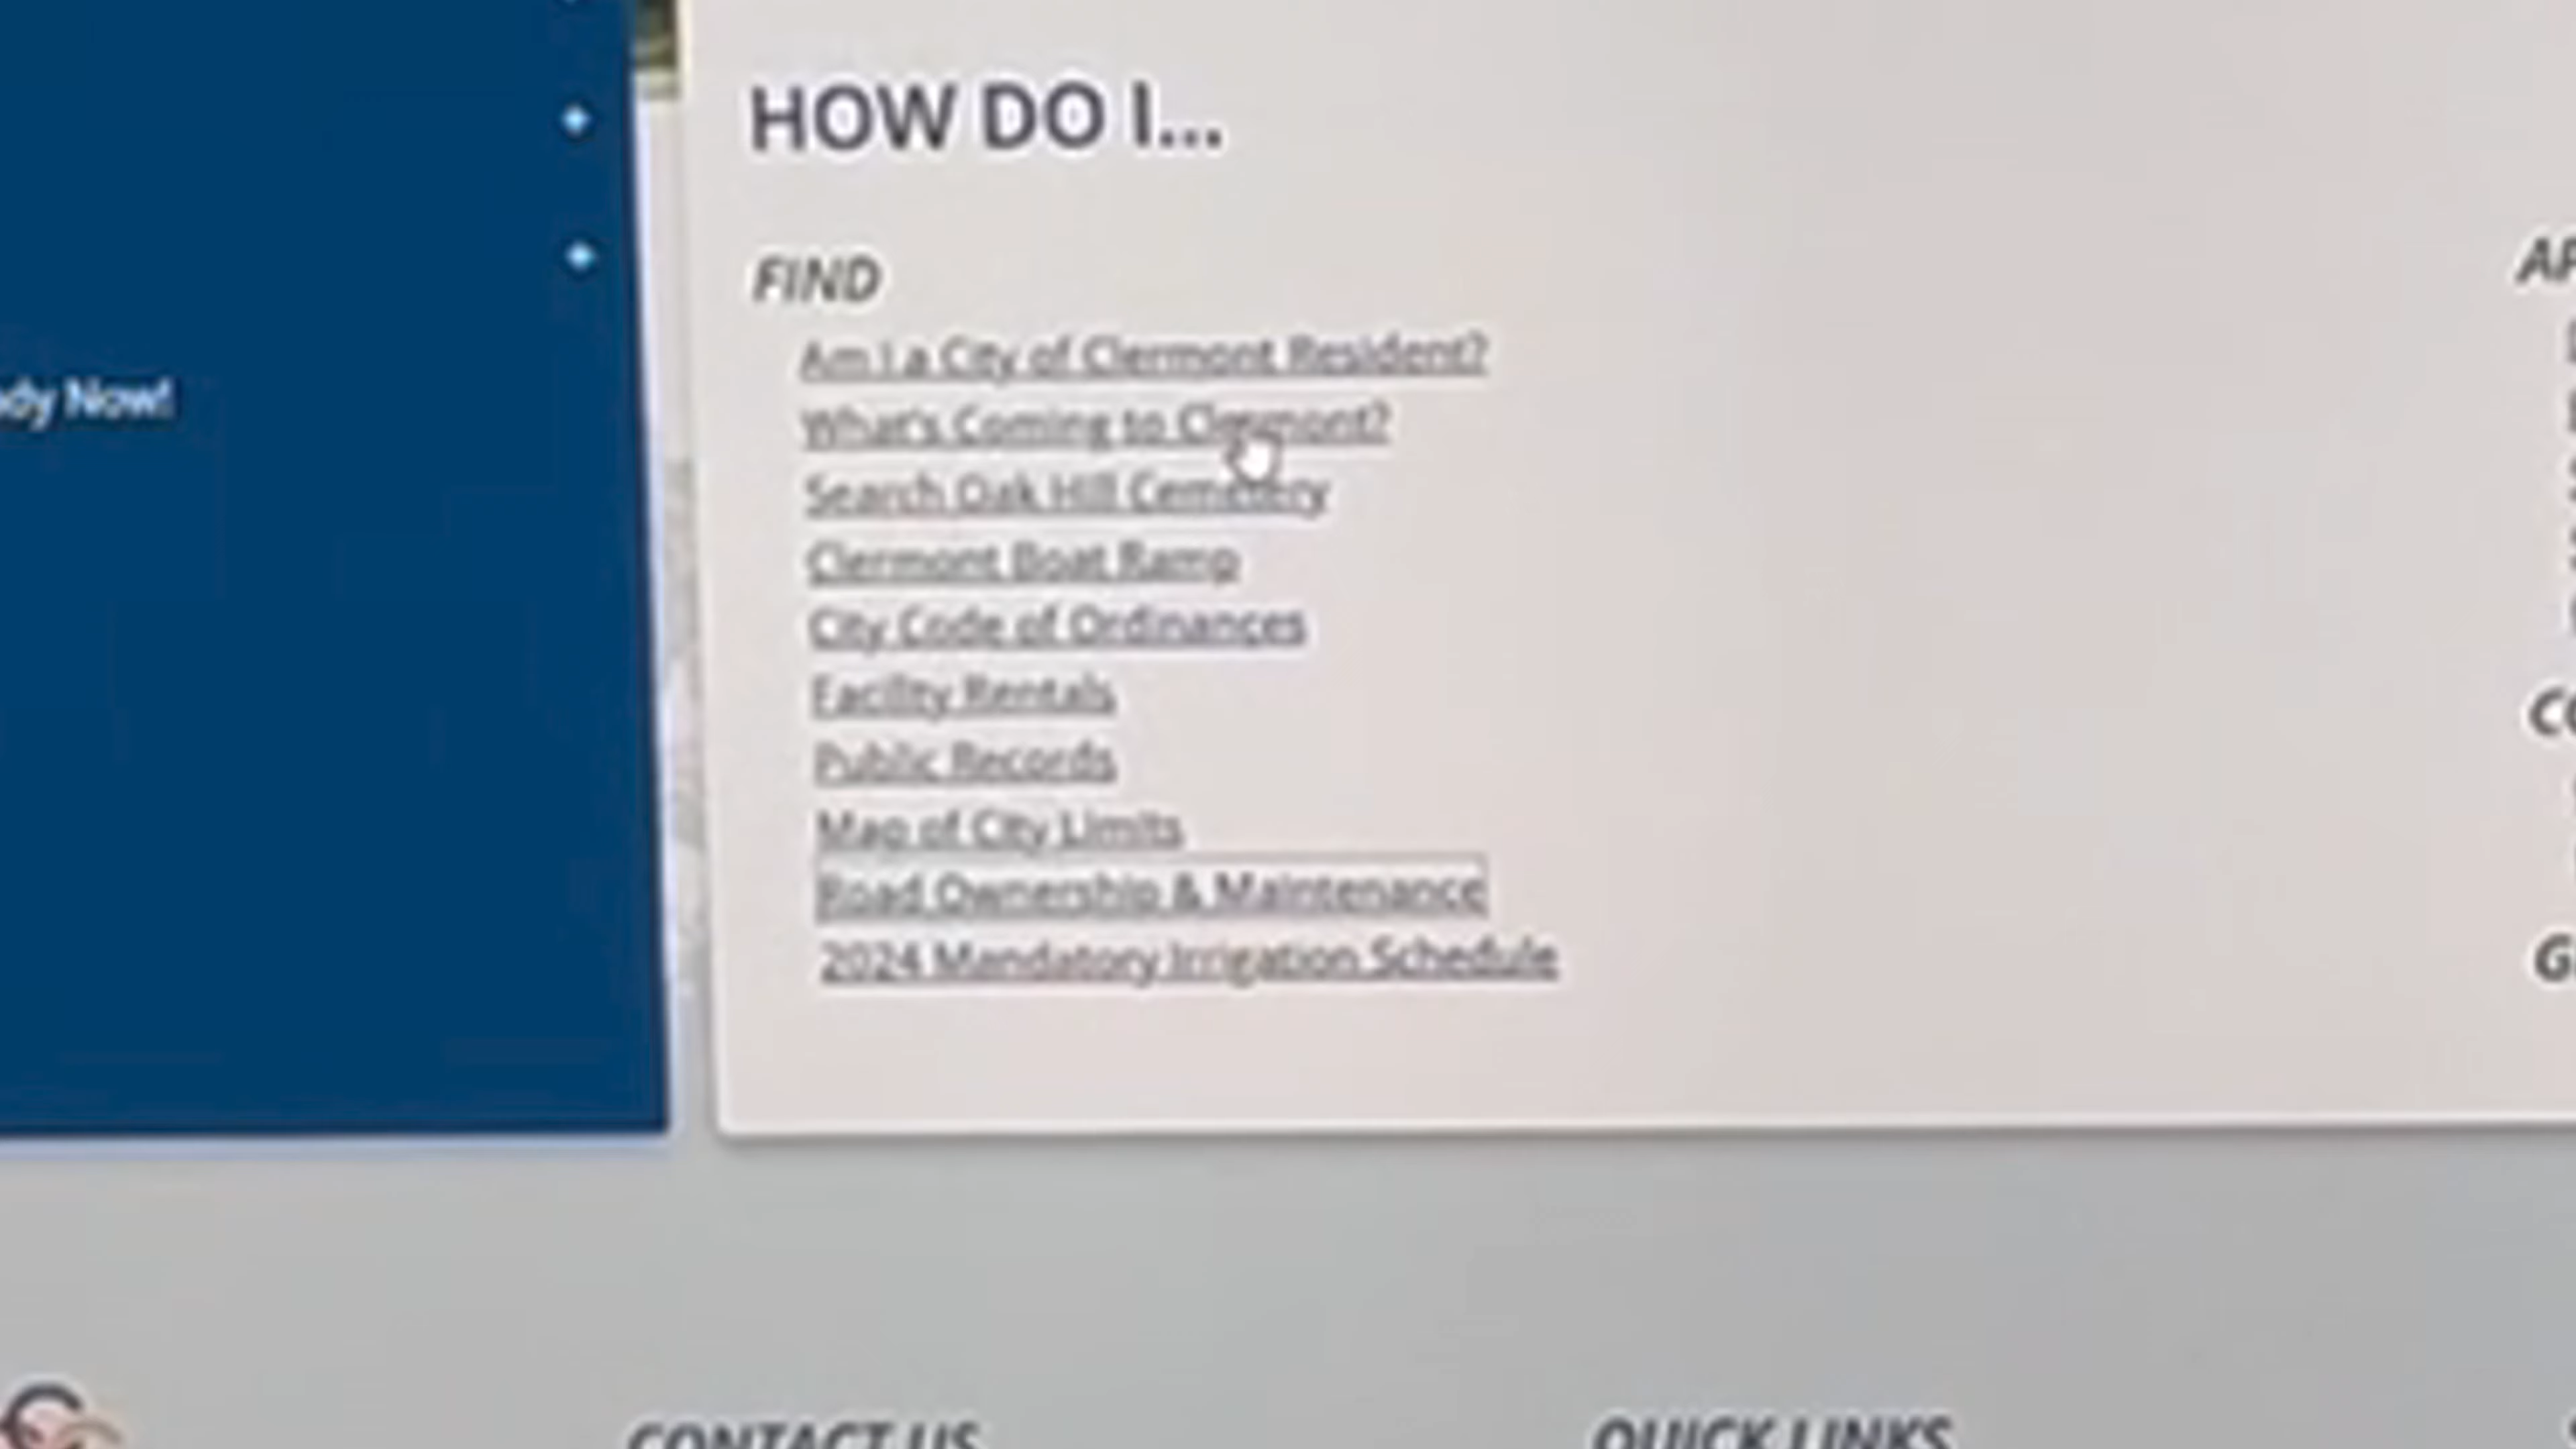 HOW DO I...
FIND
Am I a City of Clermont Resident?
What's Coming to Clermont?
Search Oak Hill Cemetery
Clermont Boat Ramp
City Code of Ordinances
Facility Rentals
Public Records
Map of City Limits
Road Ownership & Maintenance
2024 Mandatory Irrigation Schedule
Now!
CONTACT US
QUICK LINKS